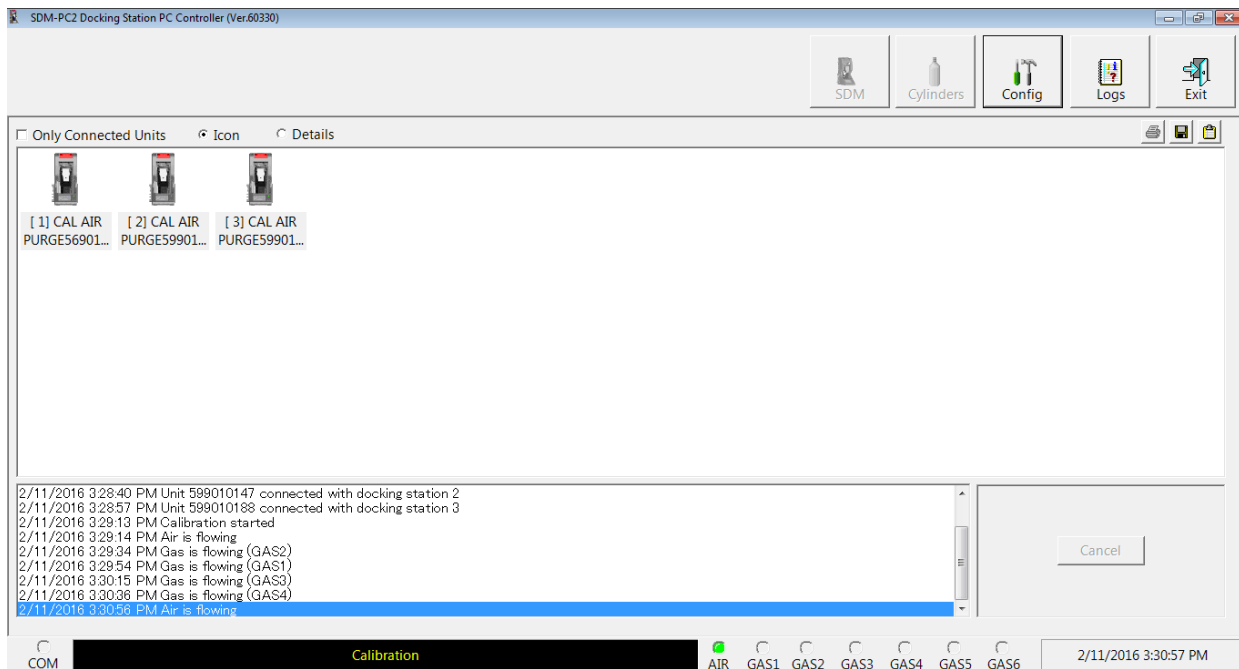 SDM-PC2 Docking Station PC Controller (Ver.60330)
SDM
Cylinders
Config
Logs
Exit
Only Connected Units
Icon
Details
[ 1] CAL AIR
PURGE56901...
[ 2] CAL AIR
PURGE59901...
[ 3] CAL AIR
PURGE59901...
2/11/2016 3:28:40 PM Unit 599010147 connected with docking station 2
2/11/2016 3:28:57 PM Unit 599010188 connected with docking station 3
2/11/2016 3:29:13 PM Calibration started
2/11/2016 3:29:14 PM Air is flowing
2/11/2016 3:29:34 PM Gas is flowing (GAS2)
2/11/2016 3:29:54 PM Gas is flowing (GAS1)
2/11/2016 3:30:15 PM Gas is flowing (GAS3)
2/11/2016 3:30:36 PM Gas is flowing (GAS4)
2/11/2016 3:30:56 PM Air is flowing
Cancel
COM
Calibration
AIR GAS1 GAS2 GAS3 GAS4 GAS5 GAS6
2/11/2016 3:30:57 PM